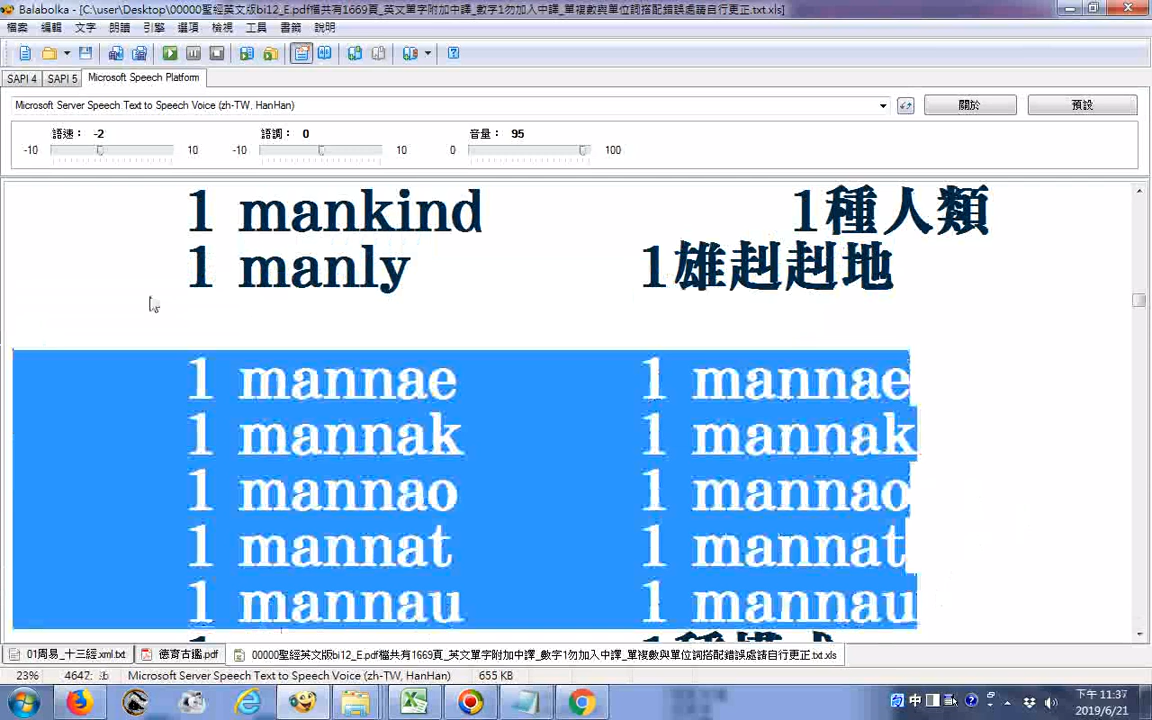 Balabolka - [C:\user\Desktop\00000聖經英文版bi12_E.pdf檔共有1669頁_英文單字附加中譯_數字1勿加入中譯_單複數與單位詞搭配錯誤處請自行更正.txt.xls]
檔案 編輯 文字 朗讀 引擎 選項 檢視 工具 書籤 說明
SAPI 4 SAPI 5 Microsoft Speech Platform
Microsoft Server Speech Text to Speech Voice (zh-TW, HanHan) 關於 預設
語速： -2 語調： 0 音量： 95
-10 10 -10 10 0 100
1 mankind 1種人類
1 manly 1雄赳赳地
1 mannae 1 mannae
1 mannak 1 mannak
1 mannao 1 mannao
1 mannat 1 mannat
1 mannau 1 mannau
01周易_十三經.xml.txt 德育古鑑.pdf 00000聖經英文版bi12_E.pdf檔共有1669頁_英文單字附加中譯_數字1勿加入中譯_單複數與單位詞搭配錯誤處請自行更正.txt.xls
23% Microsoft Server Speech Text to Speech Voice (zh-TW, HanHan) 655 KB
中 下午 11:37
2019/6/21